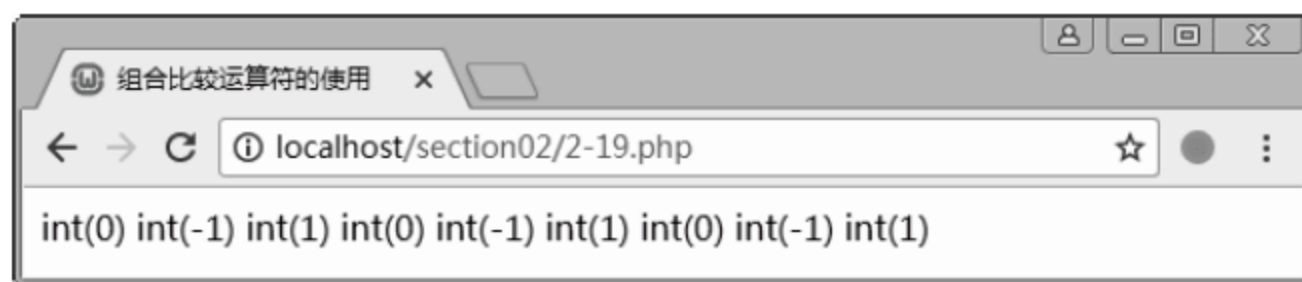 组合比较运算符的使用
localhost/section02/2-19.php
int(0) int(-1) int(1) int(0) int(-1) int(1) int(0) int(-1) int(1)